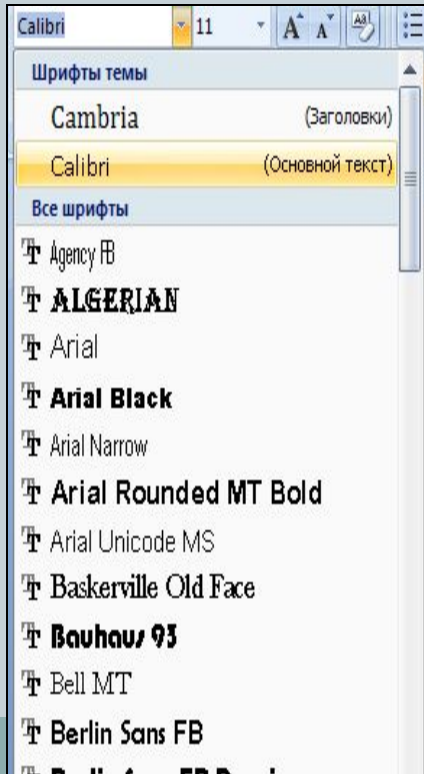 Calibri 11 A A Aa
Шрифты темы
Cambria (Заголовки)
Calibri (Основной текст)
Все шрифты
Agency FB
ALGERIAN
Arial
Arial Black
Arial Narrow
Arial Rounded MT Bold
Arial Unicode MS
Baskerville Old Face
Bauhaus 93
Bell MT
Berlin Sans FB